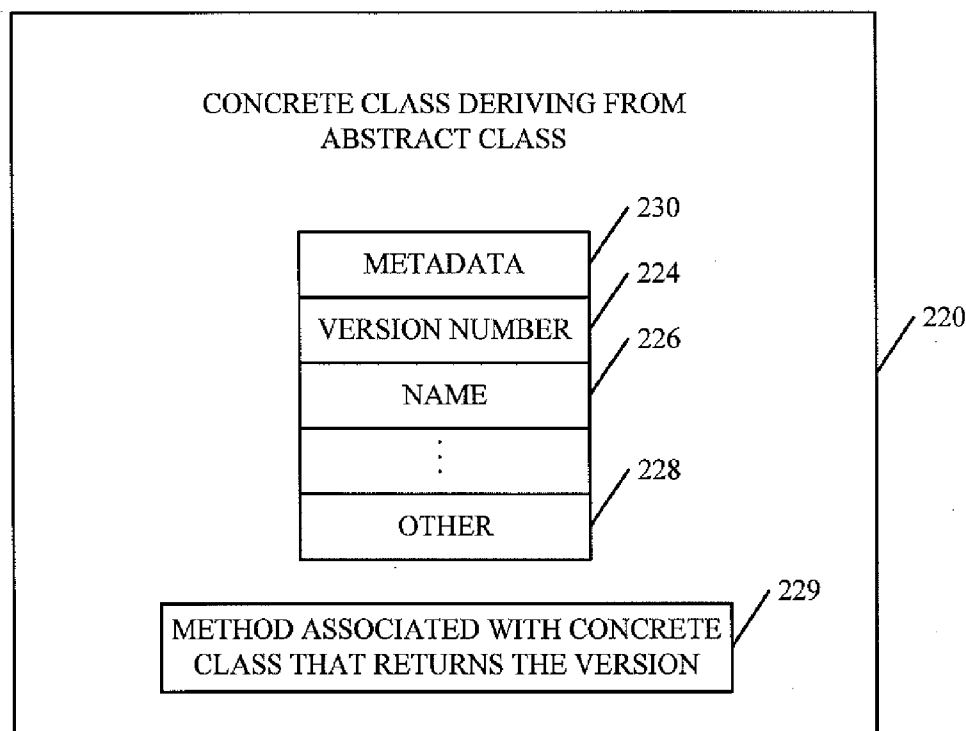 CONCRETE CLASS DERIVING FROM
ABSTRACT CLASS
230
METADATA
224
VERSION NUMBER
220
226
NAME
⋮
228
OTHER
229
METHOD ASSOCIATED WITH CONCRETE
CLASS THAT RETURNS THE VERSION